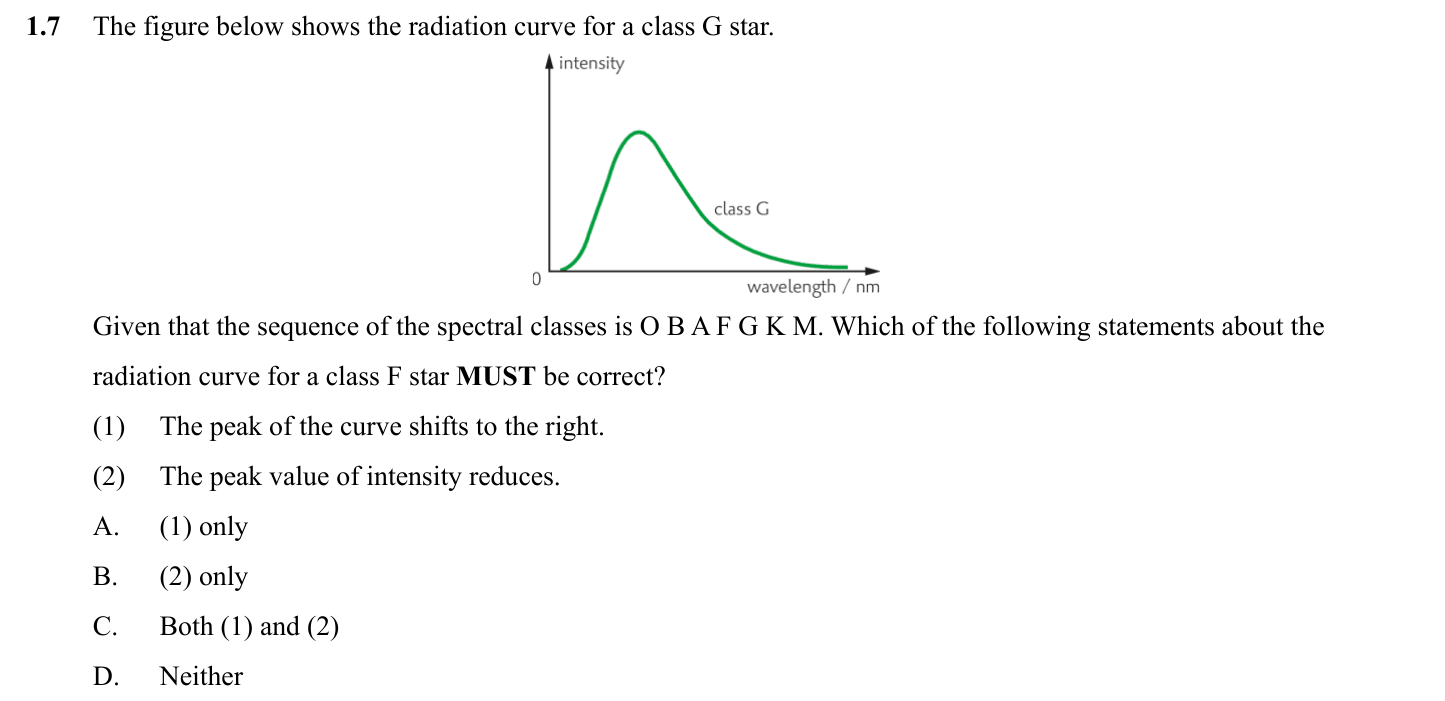 1.7 The figure below shows the radiation curve for a class G star.
intensity
class G
0
wavelength / nm
Given that the sequence of the spectral classes is O B A F G K M. Which of the following statements about the
radiation curve for a class F star MUST be correct?
(1) The peak of the curve shifts to the right.
(2) The peak value of intensity reduces.
A. (1) only
B. (2) only
C. Both (1) and (2)
D. Neither